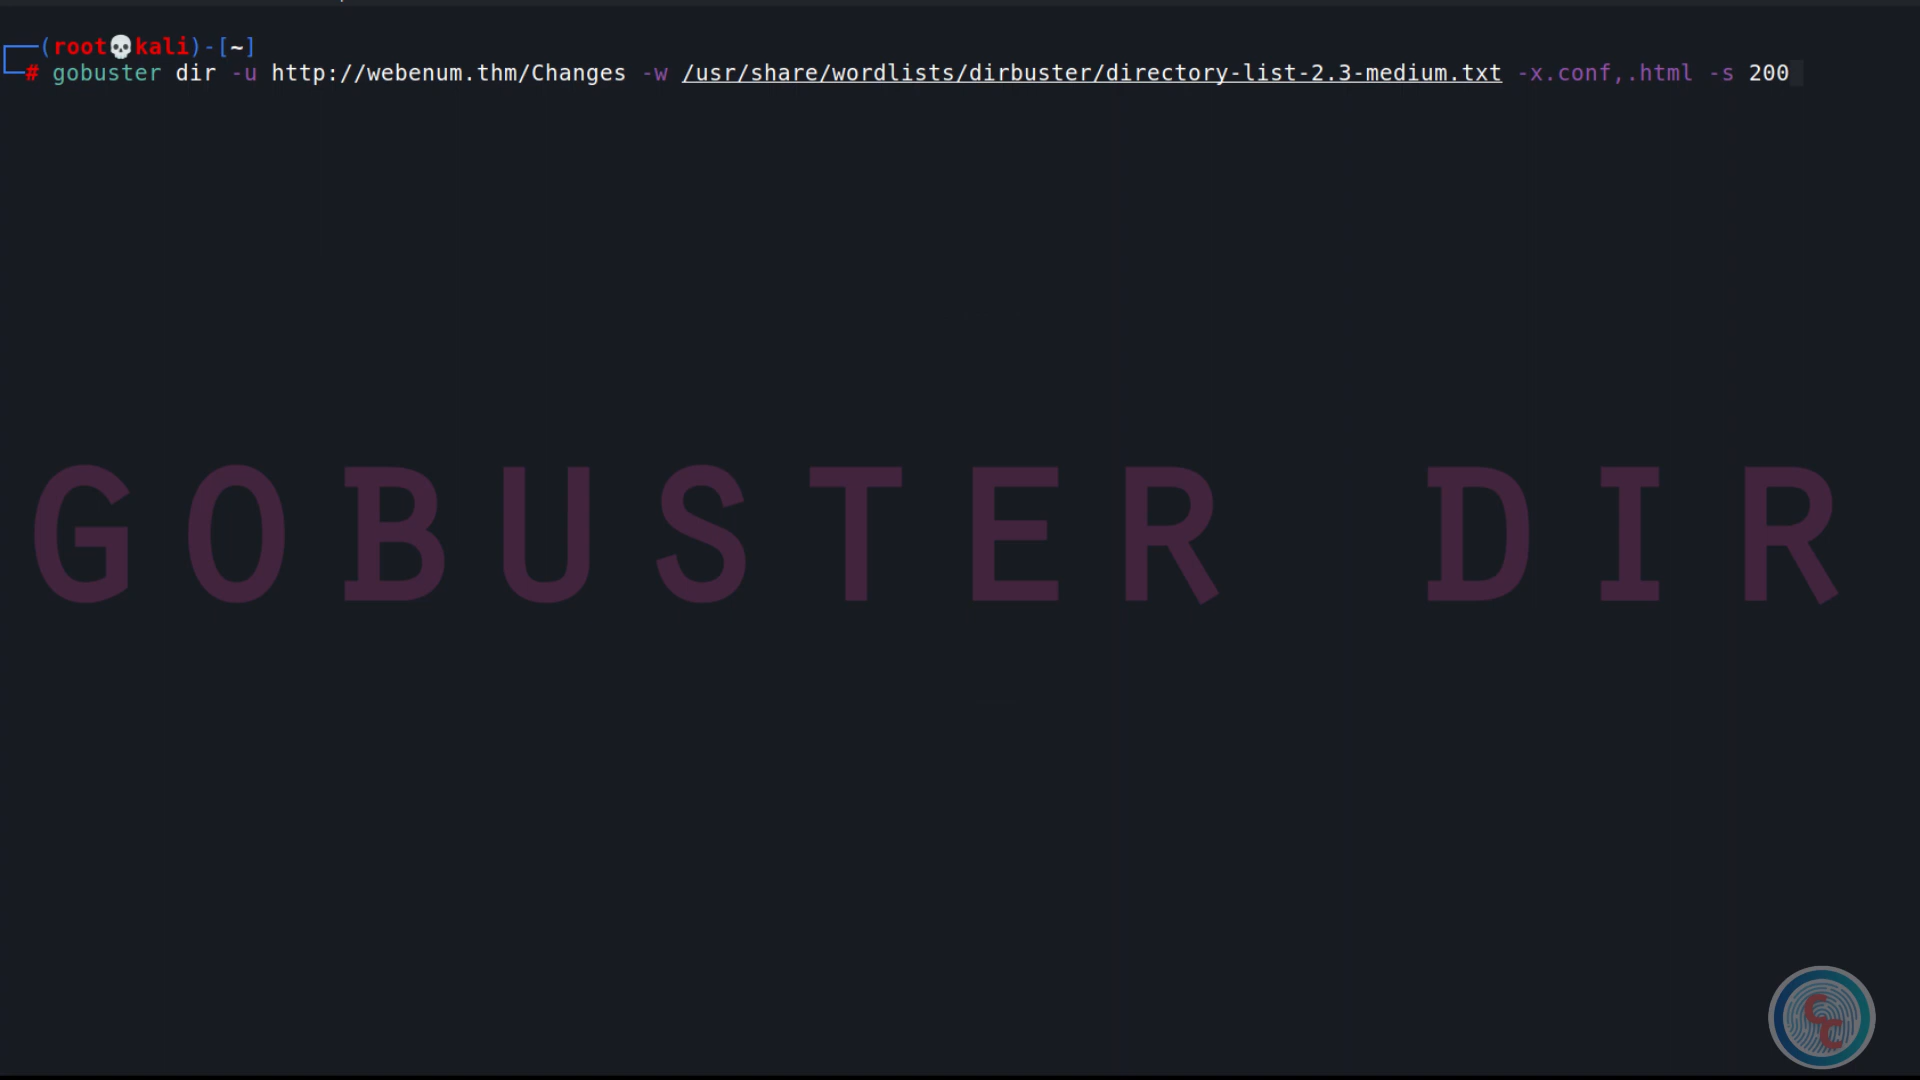 ┌──(root💀kali)-[~]
└─# gobuster dir -u http://webenum.thm/Changes -w /usr/share/wordlists/dirbuster/directory-list-2.3-medium.txt -x.conf,.html -s 200
GOBUSTER DIR
CC